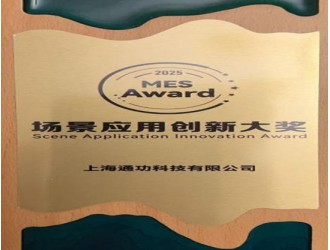 2025
MES
Award
场景应用创新大奖
Scene Application Innovation Award
上海通功科技有限公司